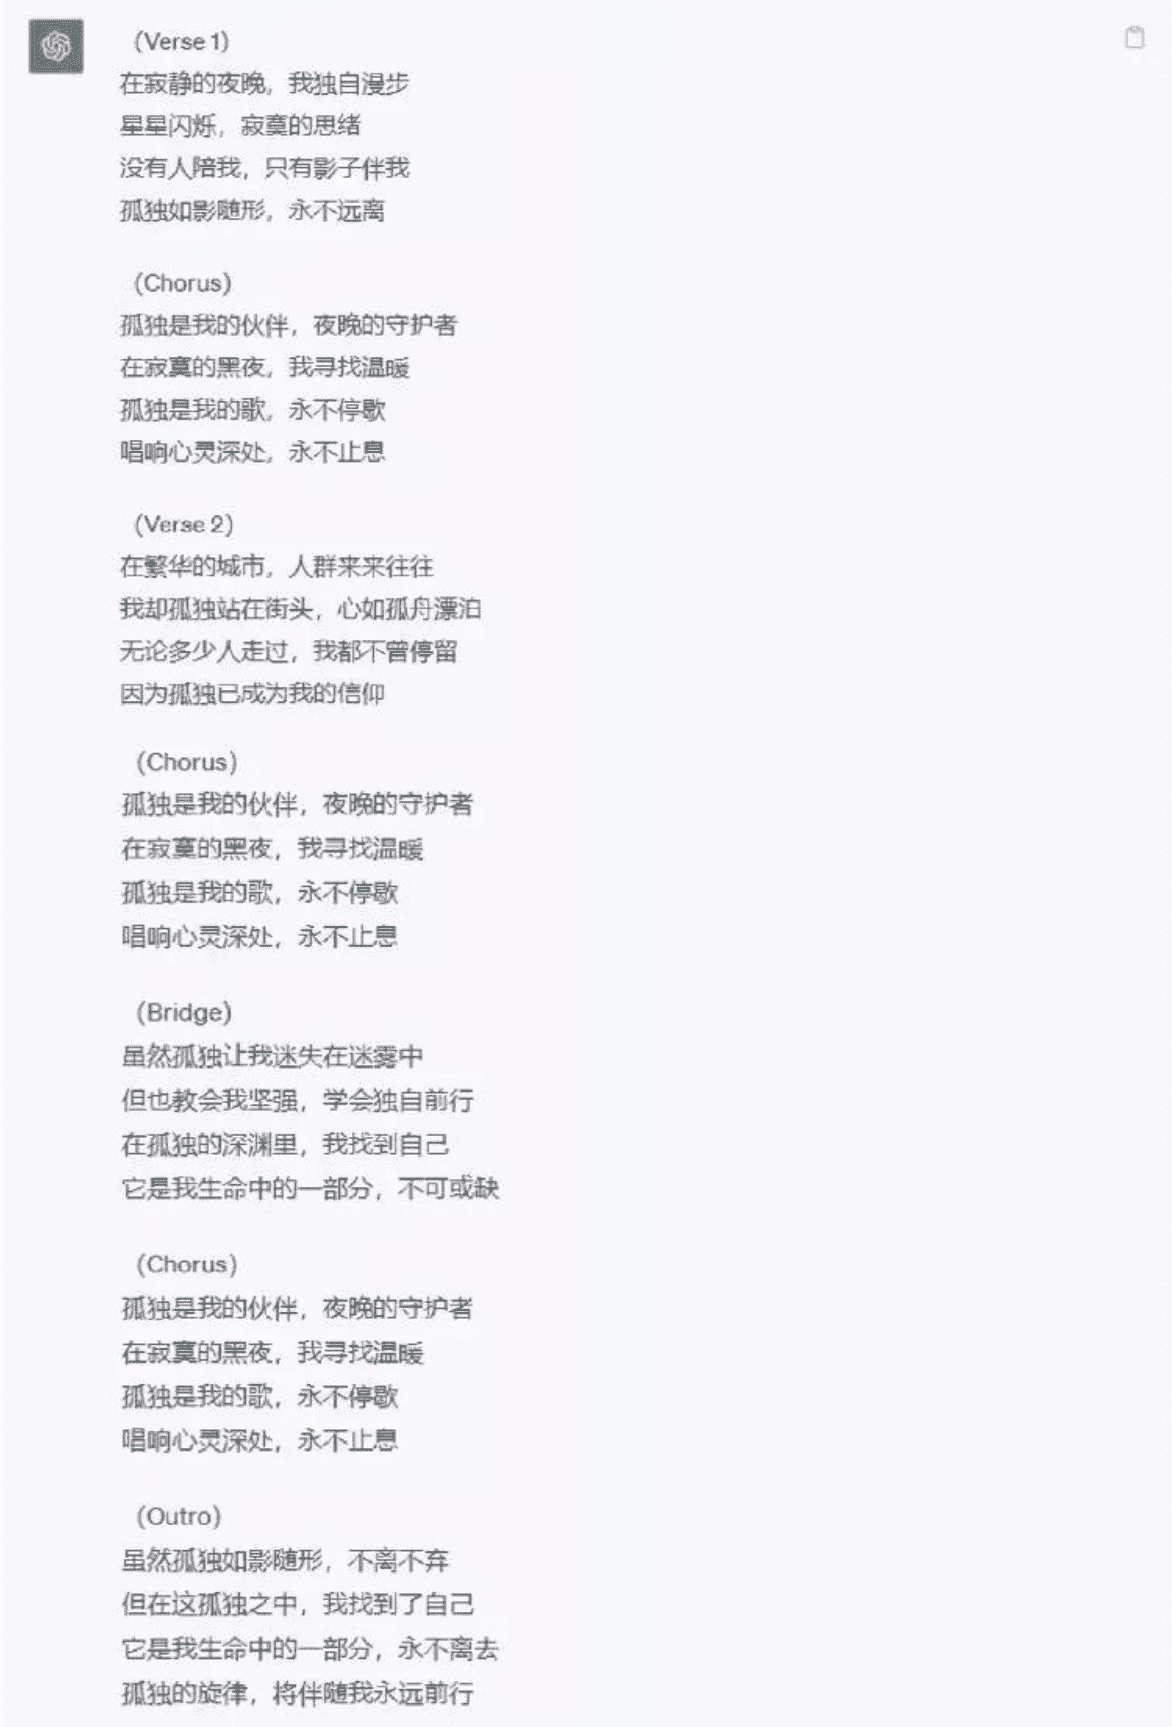 （Verse 1）
在寂静的夜晚，我独自漫步
星星闪烁，寂寞的思绪
没有人陪我，只有影子伴我
孤独如影随形，永不远离
（Chorus）
孤独是我的伙伴，夜晚的守护者
在寂寞的黑夜，我寻找温暖
孤独是我的歌，永不停歇
唱响心灵深处，永不止息
（Verse 2）
在繁华的城市，人群来来往往
我却孤独站在街头，心如孤舟漂泊
无论多少人走过，我都不曾停留
因为孤独已成为我的信仰
（Chorus）
孤独是我的伙伴，夜晚的守护者
在寂寞的黑夜，我寻找温暖
孤独是我的歌，永不停歇
唱响心灵深处，永不止息
（Bridge）
虽然孤独让我迷失在迷雾中
但也教会我坚强，学会独自前行
在孤独的深渊里，我找到自己
它是我生命中的一部分，不可或缺
（Chorus）
孤独是我的伙伴，夜晚的守护者
在寂寞的黑夜，我寻找温暖
孤独是我的歌，永不停歇
唱响心灵深处，永不止息
（Outro）
虽然孤独如影随形，不离不弃
但在这孤独之中，我找到了自己
它是我生命中的一部分，永不离去
孤独的旋律，将伴随我永远前行